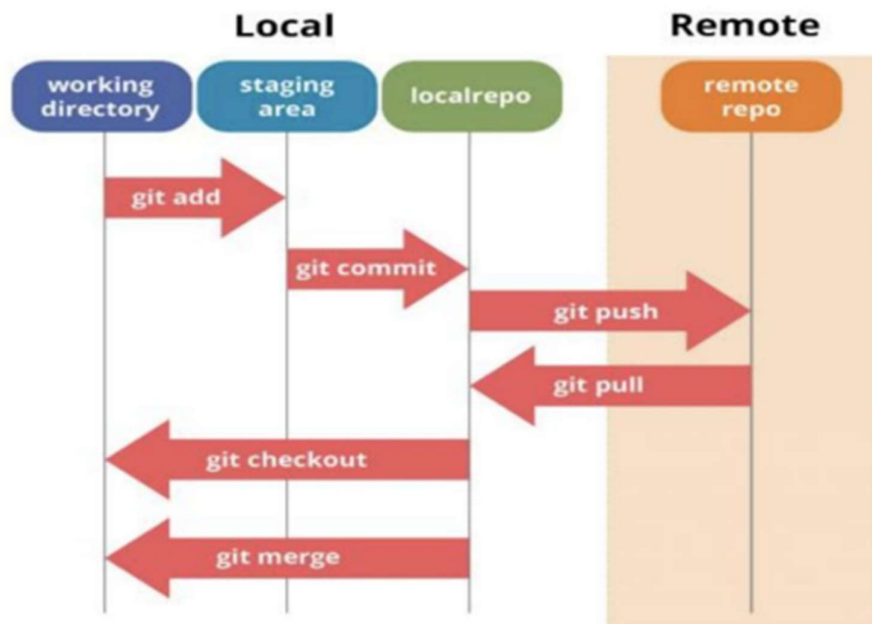 Local
Remote
working
directory
staging
area
localrepo
remote
repo
git add
git commit
git push
git pull
git checkout
git merge